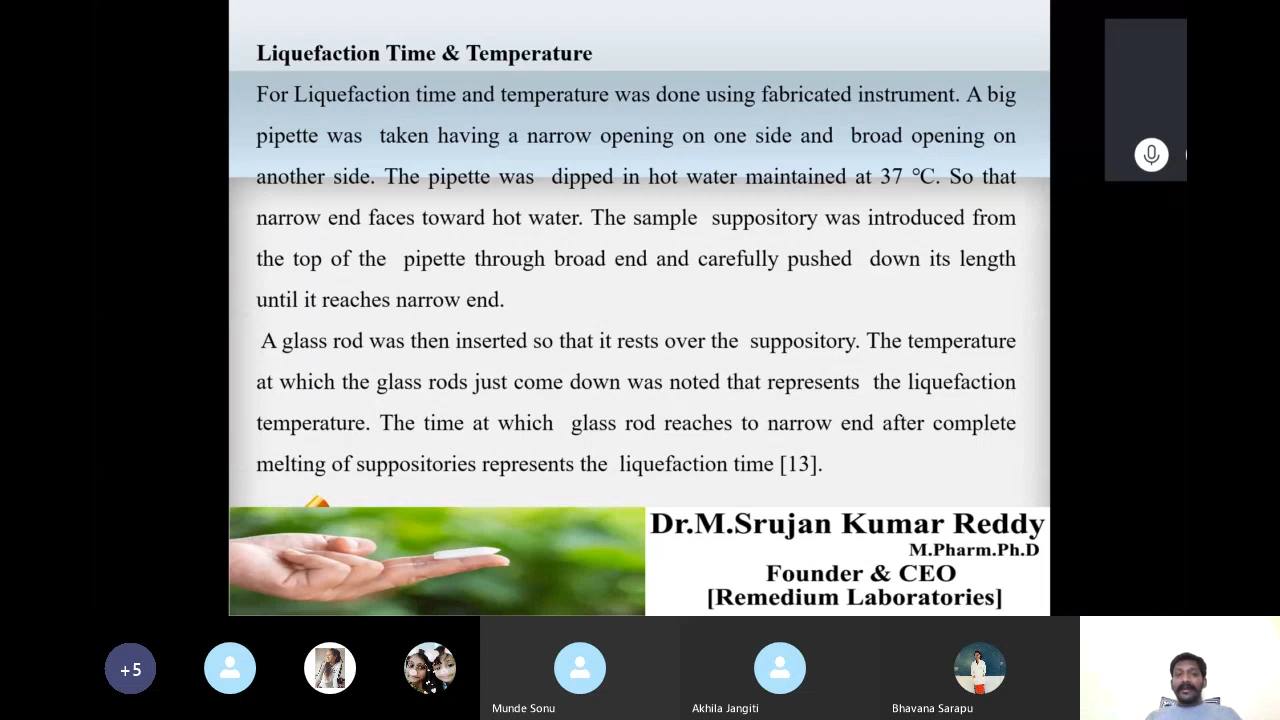 Liquefaction Time & Temperature
For Liquefaction time and temperature was done using fabricated instrument. A big
pipette was taken having a narrow opening on one side and broad opening on
another side. The pipette was dipped in hot water maintained at 37 ℃. So that
narrow end faces toward hot water. The sample suppository was introduced from
the top of the pipette through broad end and carefully pushed down its length
until it reaches narrow end.
A glass rod was then inserted so that it rests over the suppository. The temperature
at which the glass rods just come down was noted that represents the liquefaction
temperature. The time at which glass rod reaches to narrow end after complete
melting of suppositories represents the liquefaction time [13].
Dr.M.Srujan Kumar Reddy
M.Pharm.Ph.D
Founder & CEO
[Remedium Laboratories]
+5
Munde Sonu
Akhila Jangiti
Bhavana Sarapu